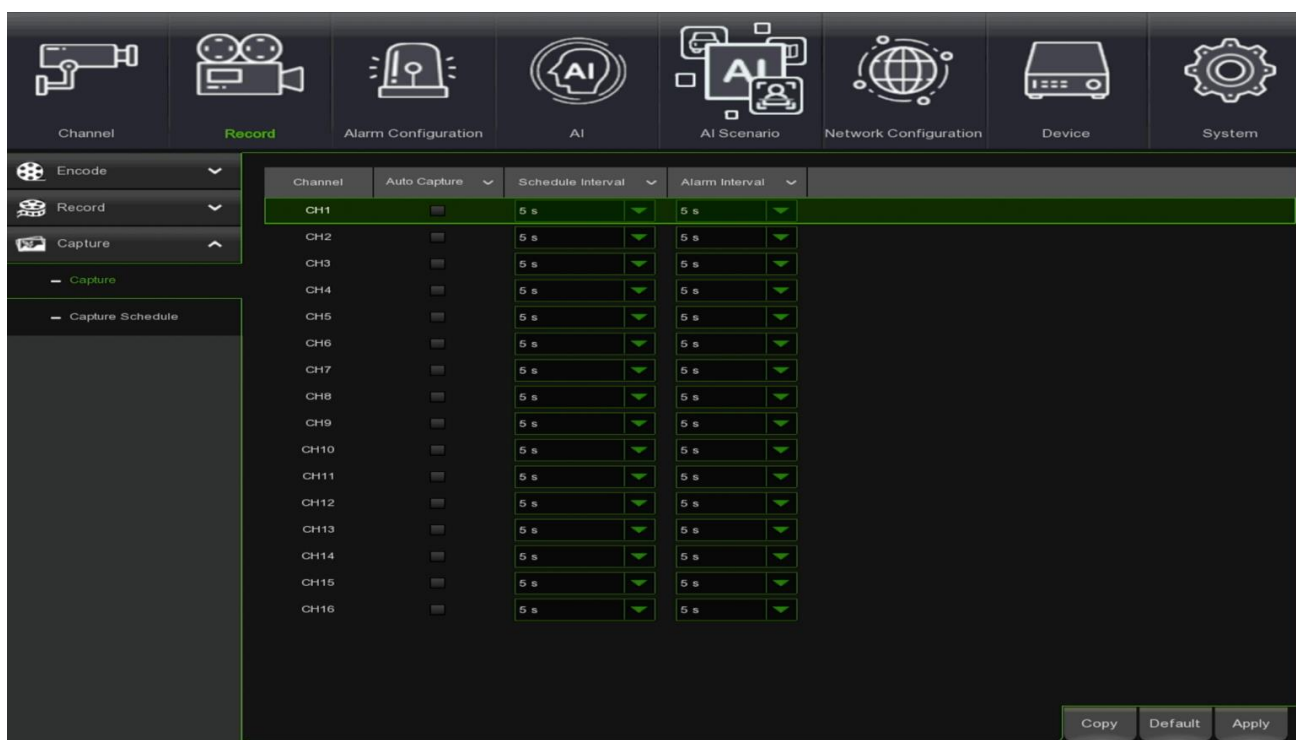 Channel Record Alarm Configuration AI AI Scenario Network Configuration Device System
Encode
Record
Capture
Capture
Capture Schedule
Channel Auto Capture Schedule Interval Alarm Interval
CH1 5 s 5 s
CH2 5 s 5 s
CH3 5 s 5 s
CH4 5 s 5 s
CH5 5 s 5 s
CH6 5 s 5 s
CH7 5 s 5 s
CH8 5 s 5 s
CH9 5 s 5 s
CH10 5 s 5 s
CH11 5 s 5 s
CH12 5 s 5 s
CH13 5 s 5 s
CH14 5 s 5 s
CH15 5 s 5 s
CH16 5 s 5 s
Copy Default Apply
AI
AI